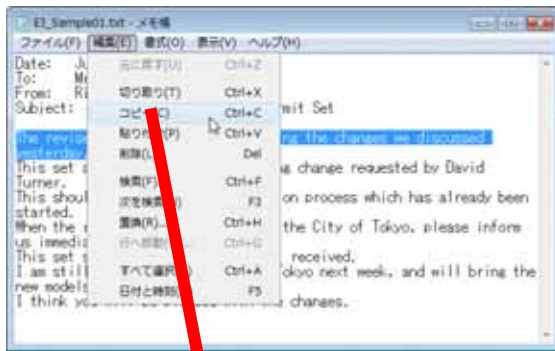 E3_Sample01.txt - メモ帳
ファイル(F) 編集(E) 書式(O) 表示(V) ヘルプ(H)
Date: J
元に戻す(U) Ctrl+Z
To: M
From: Ri
切り取り(T) Ctrl+X
Subject: mit Set
コピー(C) Ctrl+C
貼り付け(P) Ctrl+V
The revise ng the changes we discussed
yesterday
削除(L Del
This set change requested by David
Turner.
検索(F) Ctrl+F
This shoul on process which has already been
started.
次を検索 F3
When the the City of Tokyo, please inform
置換(R)... Ctrl+H
us immedi
行へ移動 Ctrl+G
This set received.
I am still okyo next week, and will bring the
すべて選択 Ctrl+A
new models
日付と時刻 F5
I think yo changes.